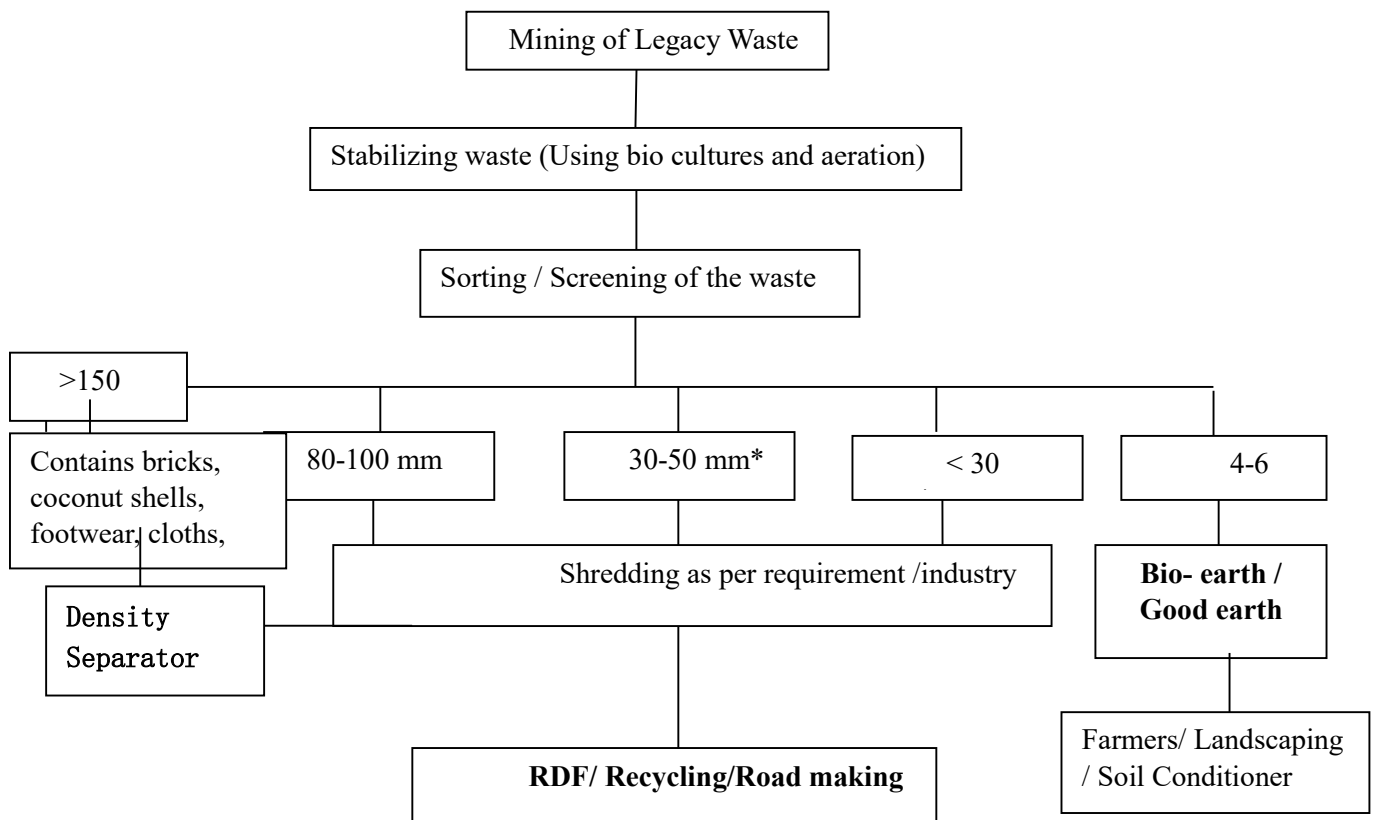 Mining of Legacy Waste
Stabilizing waste (Using bio cultures and aeration)
Sorting / Screening of the waste
>150
80-100 mm
30-50 mm*
< 30
4-6
Contains bricks,
coconut shells,
footwear, cloths,
Shredding as per requirement /industry
Bio- earth /
Good earth
Density
Separator
Farmers/ Landscaping
/ Soil Conditioner
RDF/ Recycling/Road making